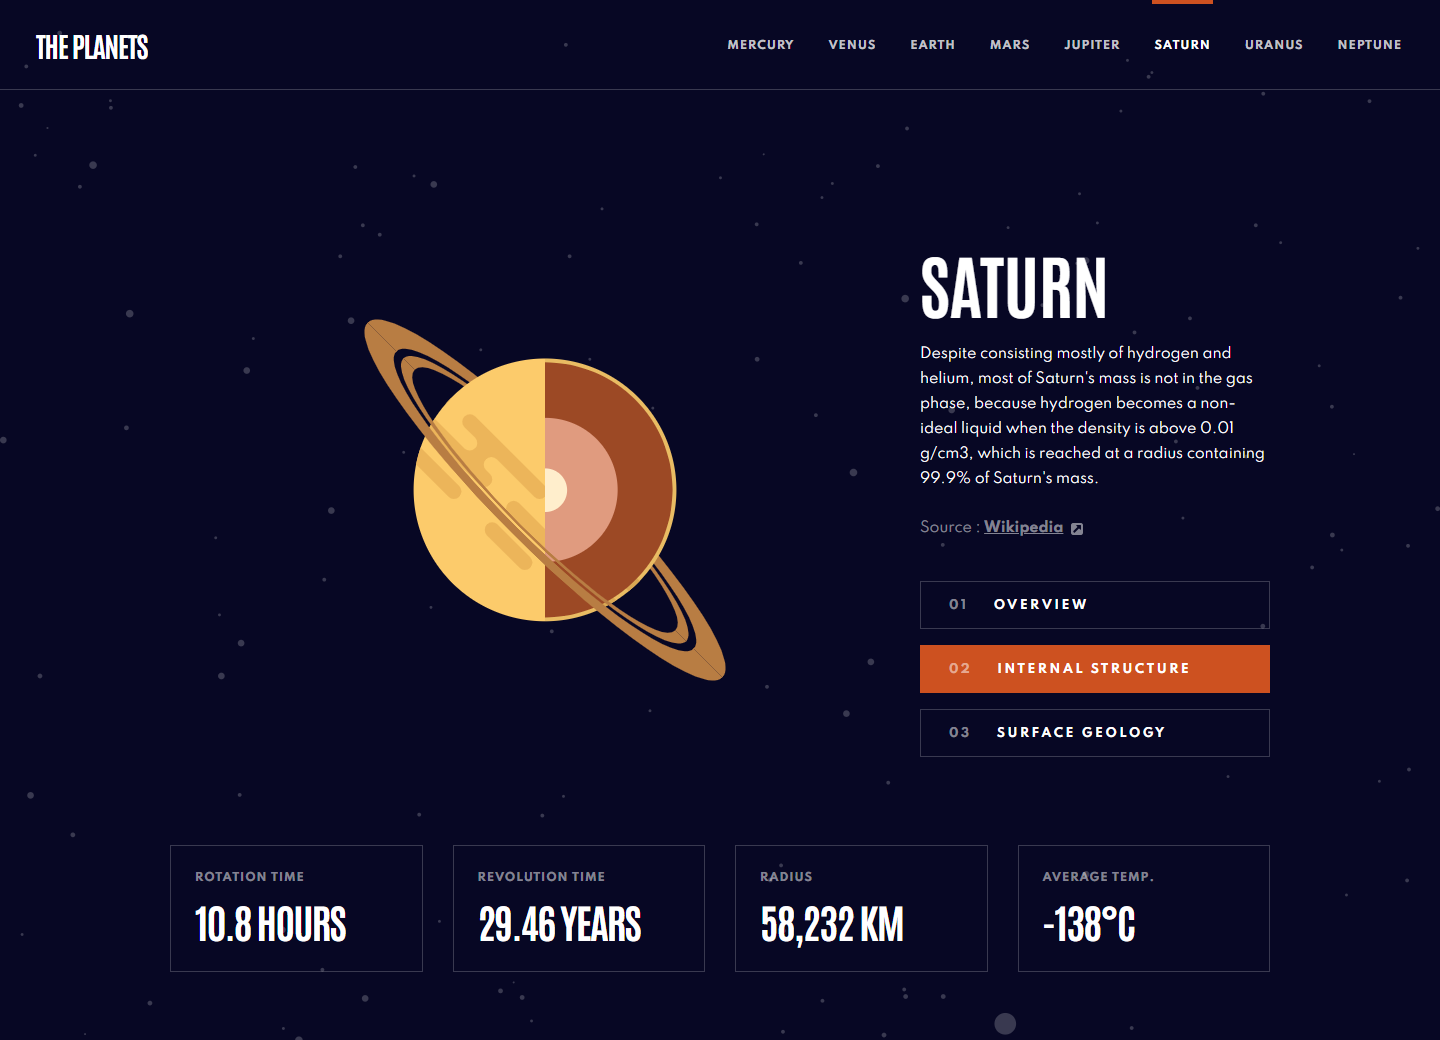 THE PLANETS
MERCURY VENUS EARTH MARS JUPITER SATURN URANUS NEPTUNE
SATURN
Despite consisting mostly of hydrogen and
helium, most of Saturn's mass is not in the gas
phase, because hydrogen becomes a non-
ideal liquid when the density is above 0.01
g/cm3, which is reached at a radius containing
99.9% of Saturn's mass.
Source : Wikipedia
01 OVERVIEW
02 INTERNAL STRUCTURE
03 SURFACE GEOLOGY
ROTATION TIME
10.8 HOURS
REVOLUTION TIME
29.46 YEARS
RADIUS
58,232 KM
AVERAGE TEMP.
-138°C